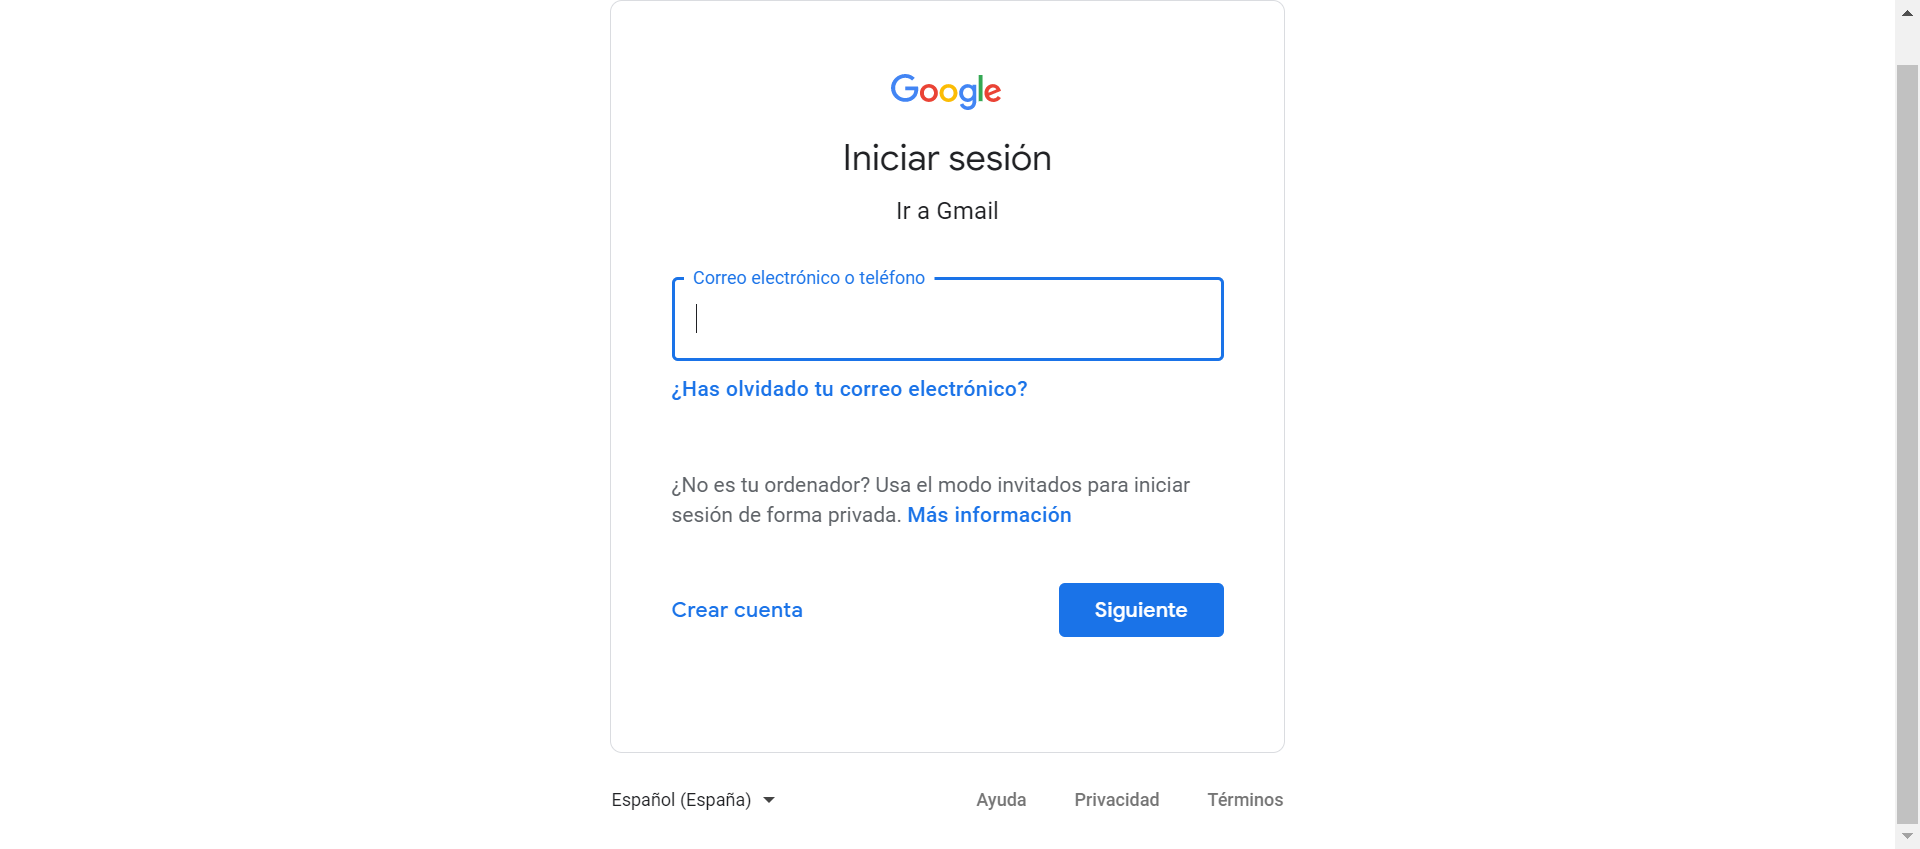 Google
Iniciar sesión
Ir a Gmail
Correo electrónico o teléfono
¿Has olvidado tu correo electrónico?
¿No es tu ordenador? Usa el modo invitados para iniciar
sesión de forma privada. Más información
Crear cuenta
Siguiente
Español (España)
Ayuda
Privacidad
Términos